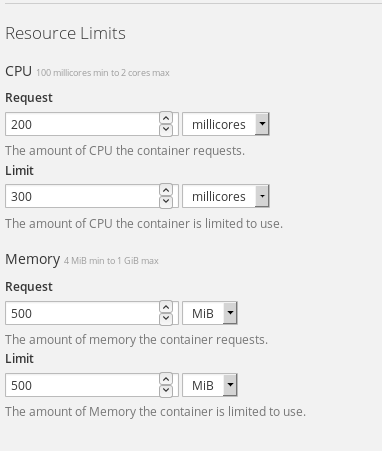 Resource Limits
CPU 100 millicores min to 2 cores max
Request
200 millicores
The amount of CPU the container requests.
Limit
300 millicores
The amount of CPU the container is limited to use.
Memory 4 MiB min to 1 GiB max
Request
500 MiB
The amount of memory the container requests.
Limit
500 MiB
The amount of Memory the container is limited to use.